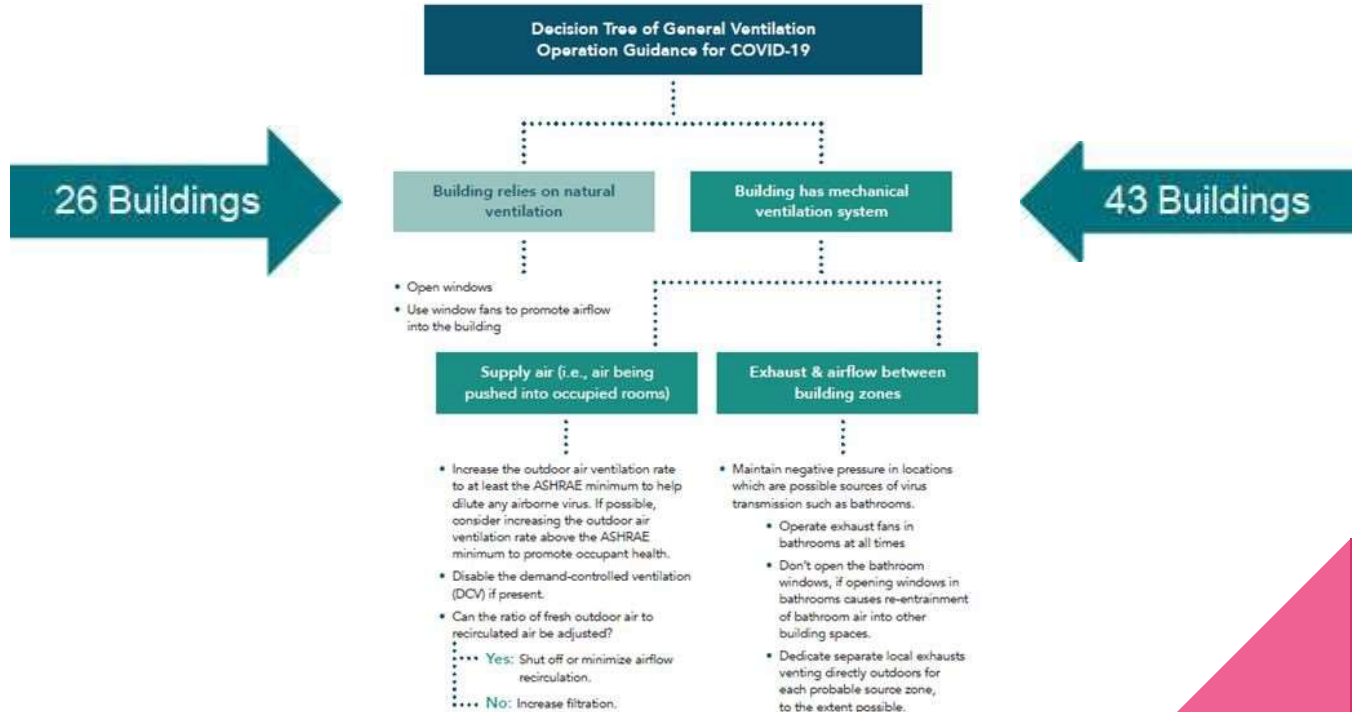 Decision Tree of General Ventilation
Operation Guidance for COVID-19
26 Buildings
Building relies on natural
ventilation
Building has mechanical
ventilation system
43 Buildings
• Open windows
• Use window fans to promote airflow
into the building
Supply air (i.e., air being
pushed into occupied rooms)
Exhaust & airflow between
building zones
• Increase the outdoor air ventilation rate
to at least the ASHRAE minimum to help
dilute any airborne virus. If possible,
consider increasing the outdoor air
ventilation rate above the ASHRAE
minimum to promote occupant health.
• Disable the demand-controlled ventilation
(DCV) if present.
• Can the ratio of fresh outdoor air to
recirculated air be adjusted?
Yes: Shut off or minimize airflow
recirculation.
No: Increase filtration.
• Maintain negative pressure in locations
which are possible sources of virus
transmission such as bathrooms.
• Operate exhaust fans in
bathrooms at all times
• Don't open the bathroom
windows, if opening windows in
bathrooms causes re-entrainment
of bathroom air into other
building spaces.
• Dedicate separate local exhausts
venting directly outdoors for
each probable source zone,
to the extent possible.